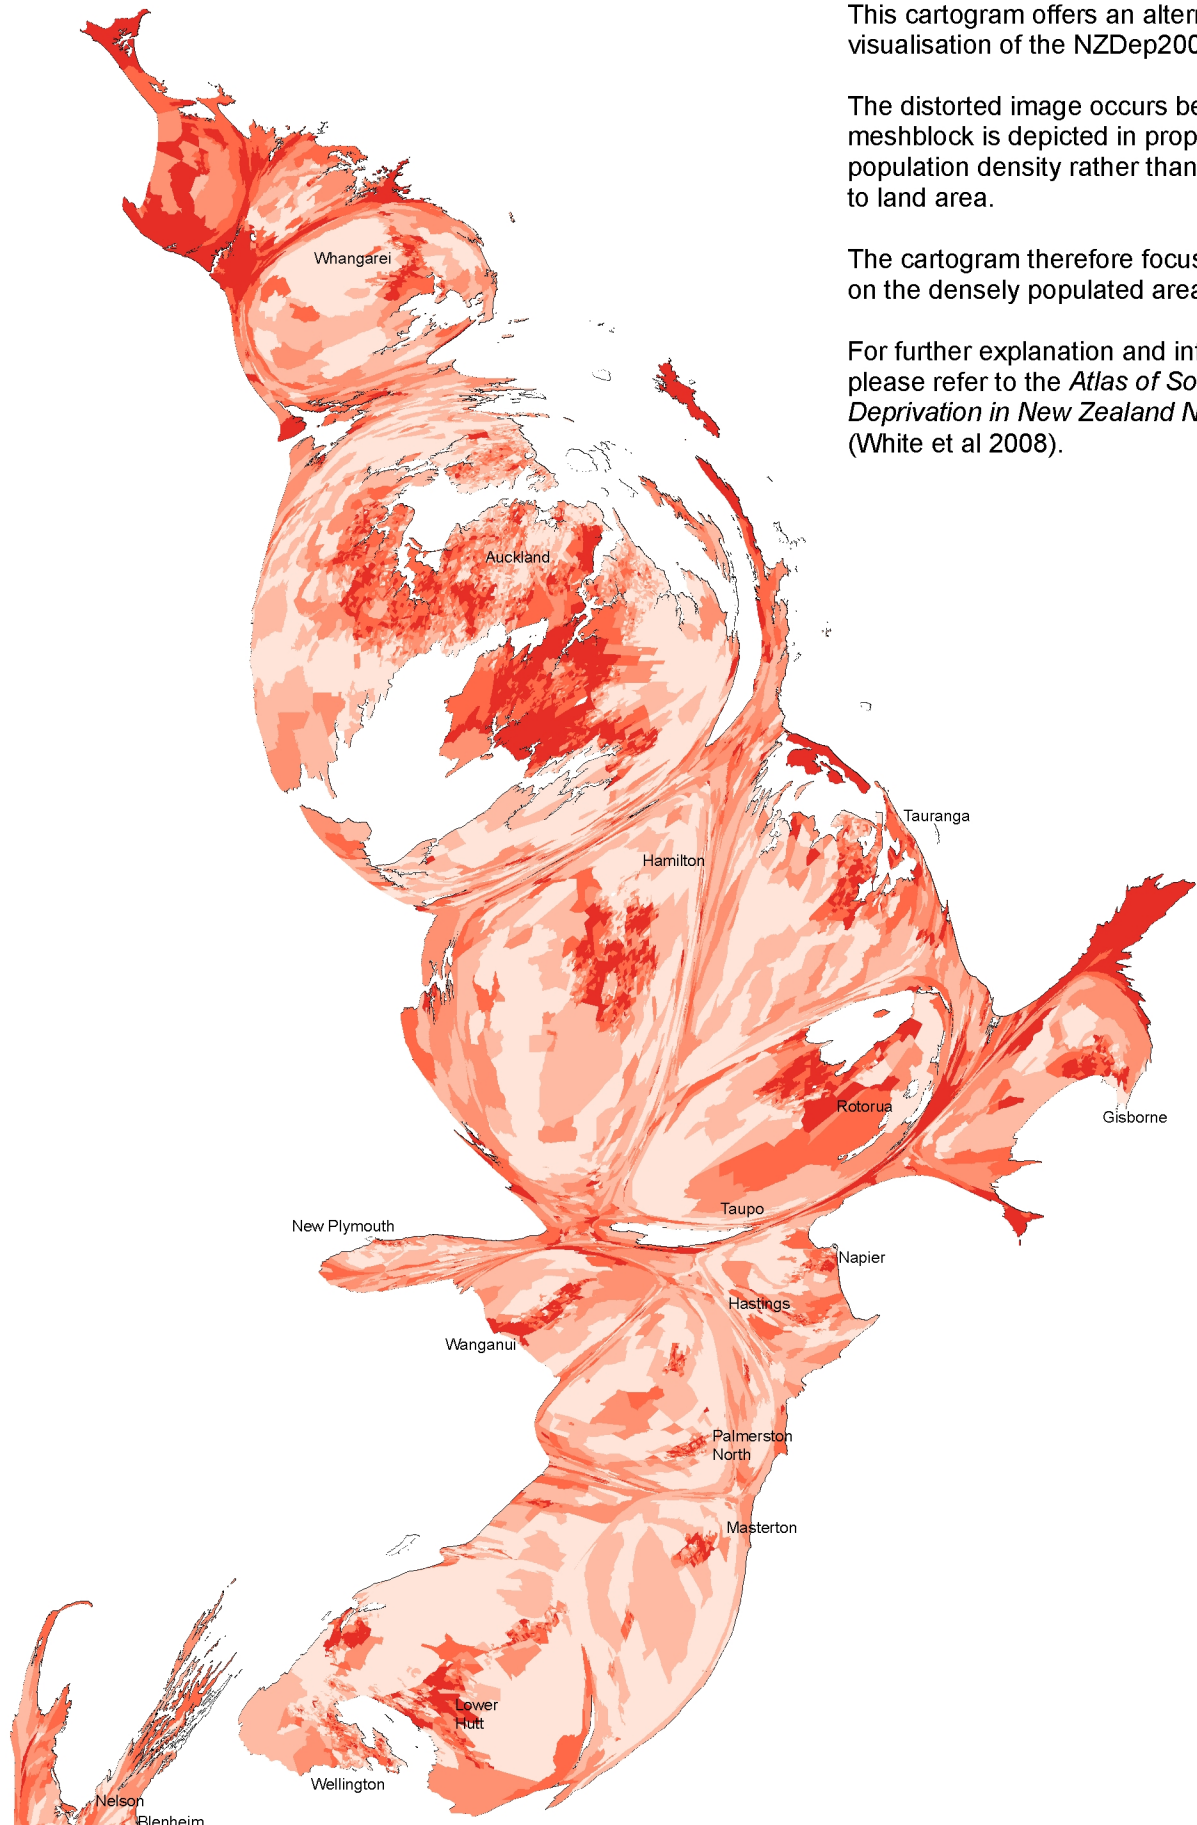 This cartogram offers an altern
visualisation of the NZDep200
The distorted image occurs be
meshblock is depicted in prop
population density rather than
to land area.
The cartogram therefore focus
on the densely populated area
For further explanation and inf
please refer to the Atlas of So
Deprivation in New Zealand N
(White et al 2008).
Whangarei
Auckland
Tauranga
Hamilton
Rotorua
Gisborne
Taupo
New Plymouth
Napier
Hastings
Wanganui
Palmerston
North
Masterton
Lower
Hutt
Wellington
Nelson
Blenheim